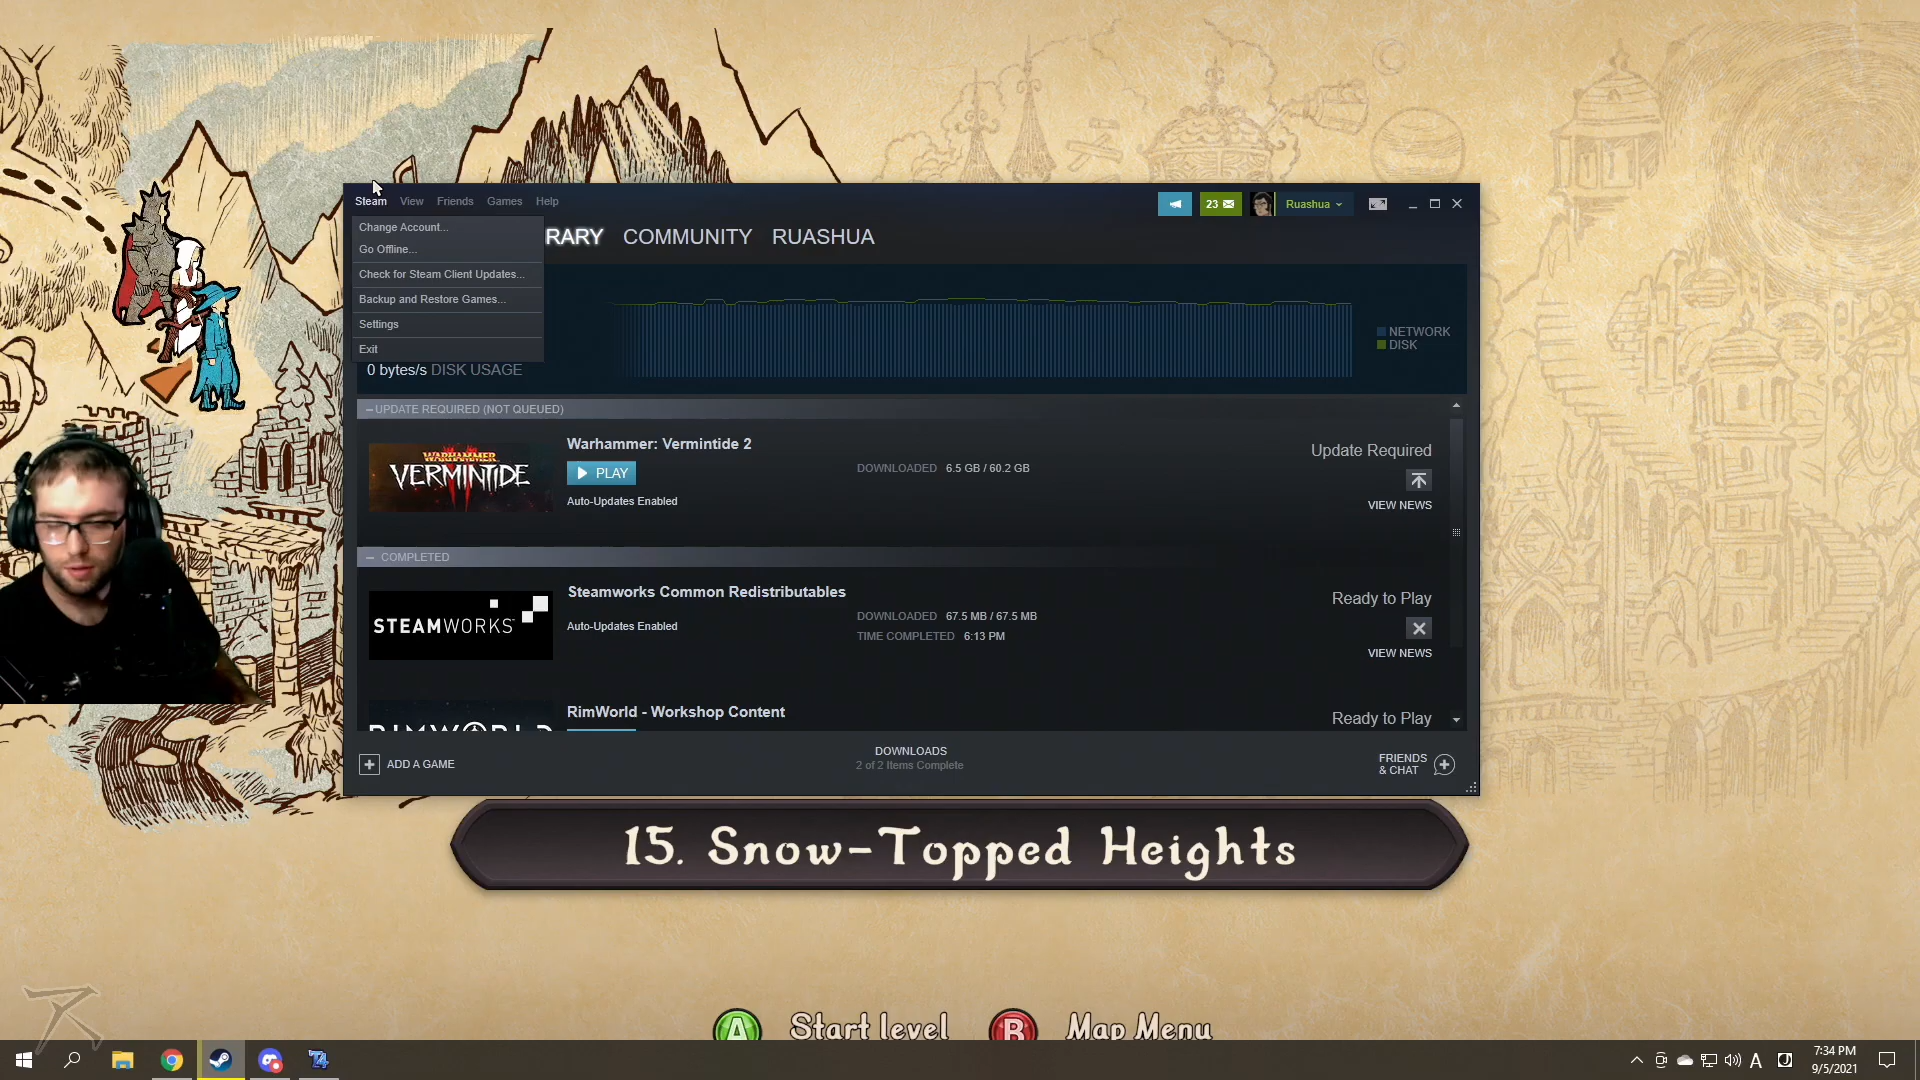 Steam View Friends Games Help
23
Ruashua
Change Account...
Go Offline...
Check for Steam Client Updates...
Backup and Restore Games...
Settings
Exit
RARY COMMUNITY RUASHUA
NETWORK
DISK
0 bytes/s DISK USAGE
UPDATE REQUIRED (NOT QUEUED)
WARHAMMER
VERMINTIDE
Warhammer: Vermintide 2
PLAY
Auto-Updates Enabled
DOWNLOADED 6.5 GB / 60.2 GB
Update Required
VIEW NEWS
COMPLETED
STEAMWORKS
Steamworks Common Redistributables
Auto-Updates Enabled
DOWNLOADED 67.5 MB / 67.5 MB
TIME COMPLETED 6:13 PM
Ready to Play
VIEW NEWS
RIMWORLD
RimWorld - Workshop Content
Ready to Play
ADD A GAME
DOWNLOADS
2 of 2 Items Complete
FRIENDS
& CHAT
15. Snow-Topped Heights
A Start level B Map Menu
A
7:34 PM
9/5/2021